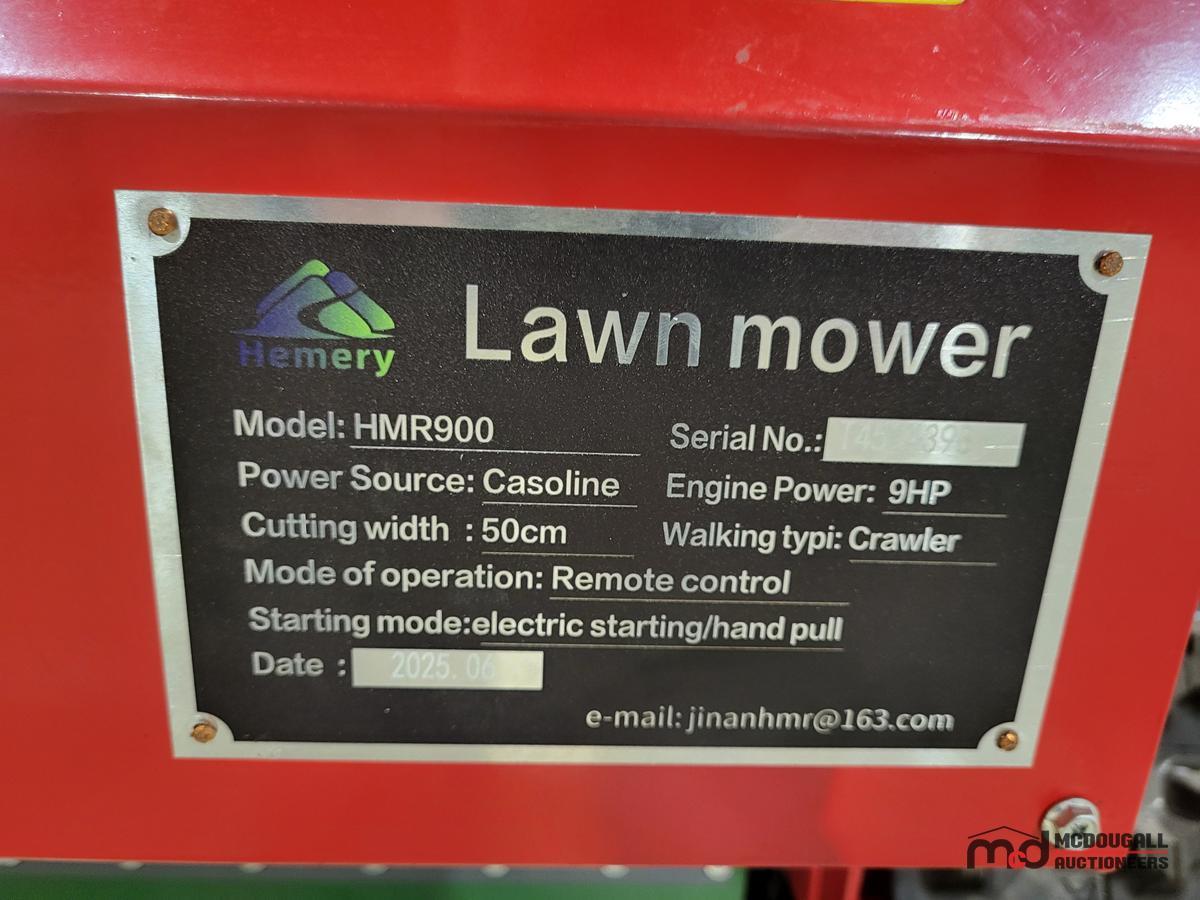 Hemery
Lawn mower
Model: HMR900
Serial No.:
Power Source: Casoline
Engine Power: 9HP
Cutting width : 50cm
Walking typi: Crawler
Mode of operation: Remote control
Starting mode:electric starting/hand pull
Date : 2025.06
e-mail: jinanhmr@163.com
md MCDOUGALL
AUCTIONEERS